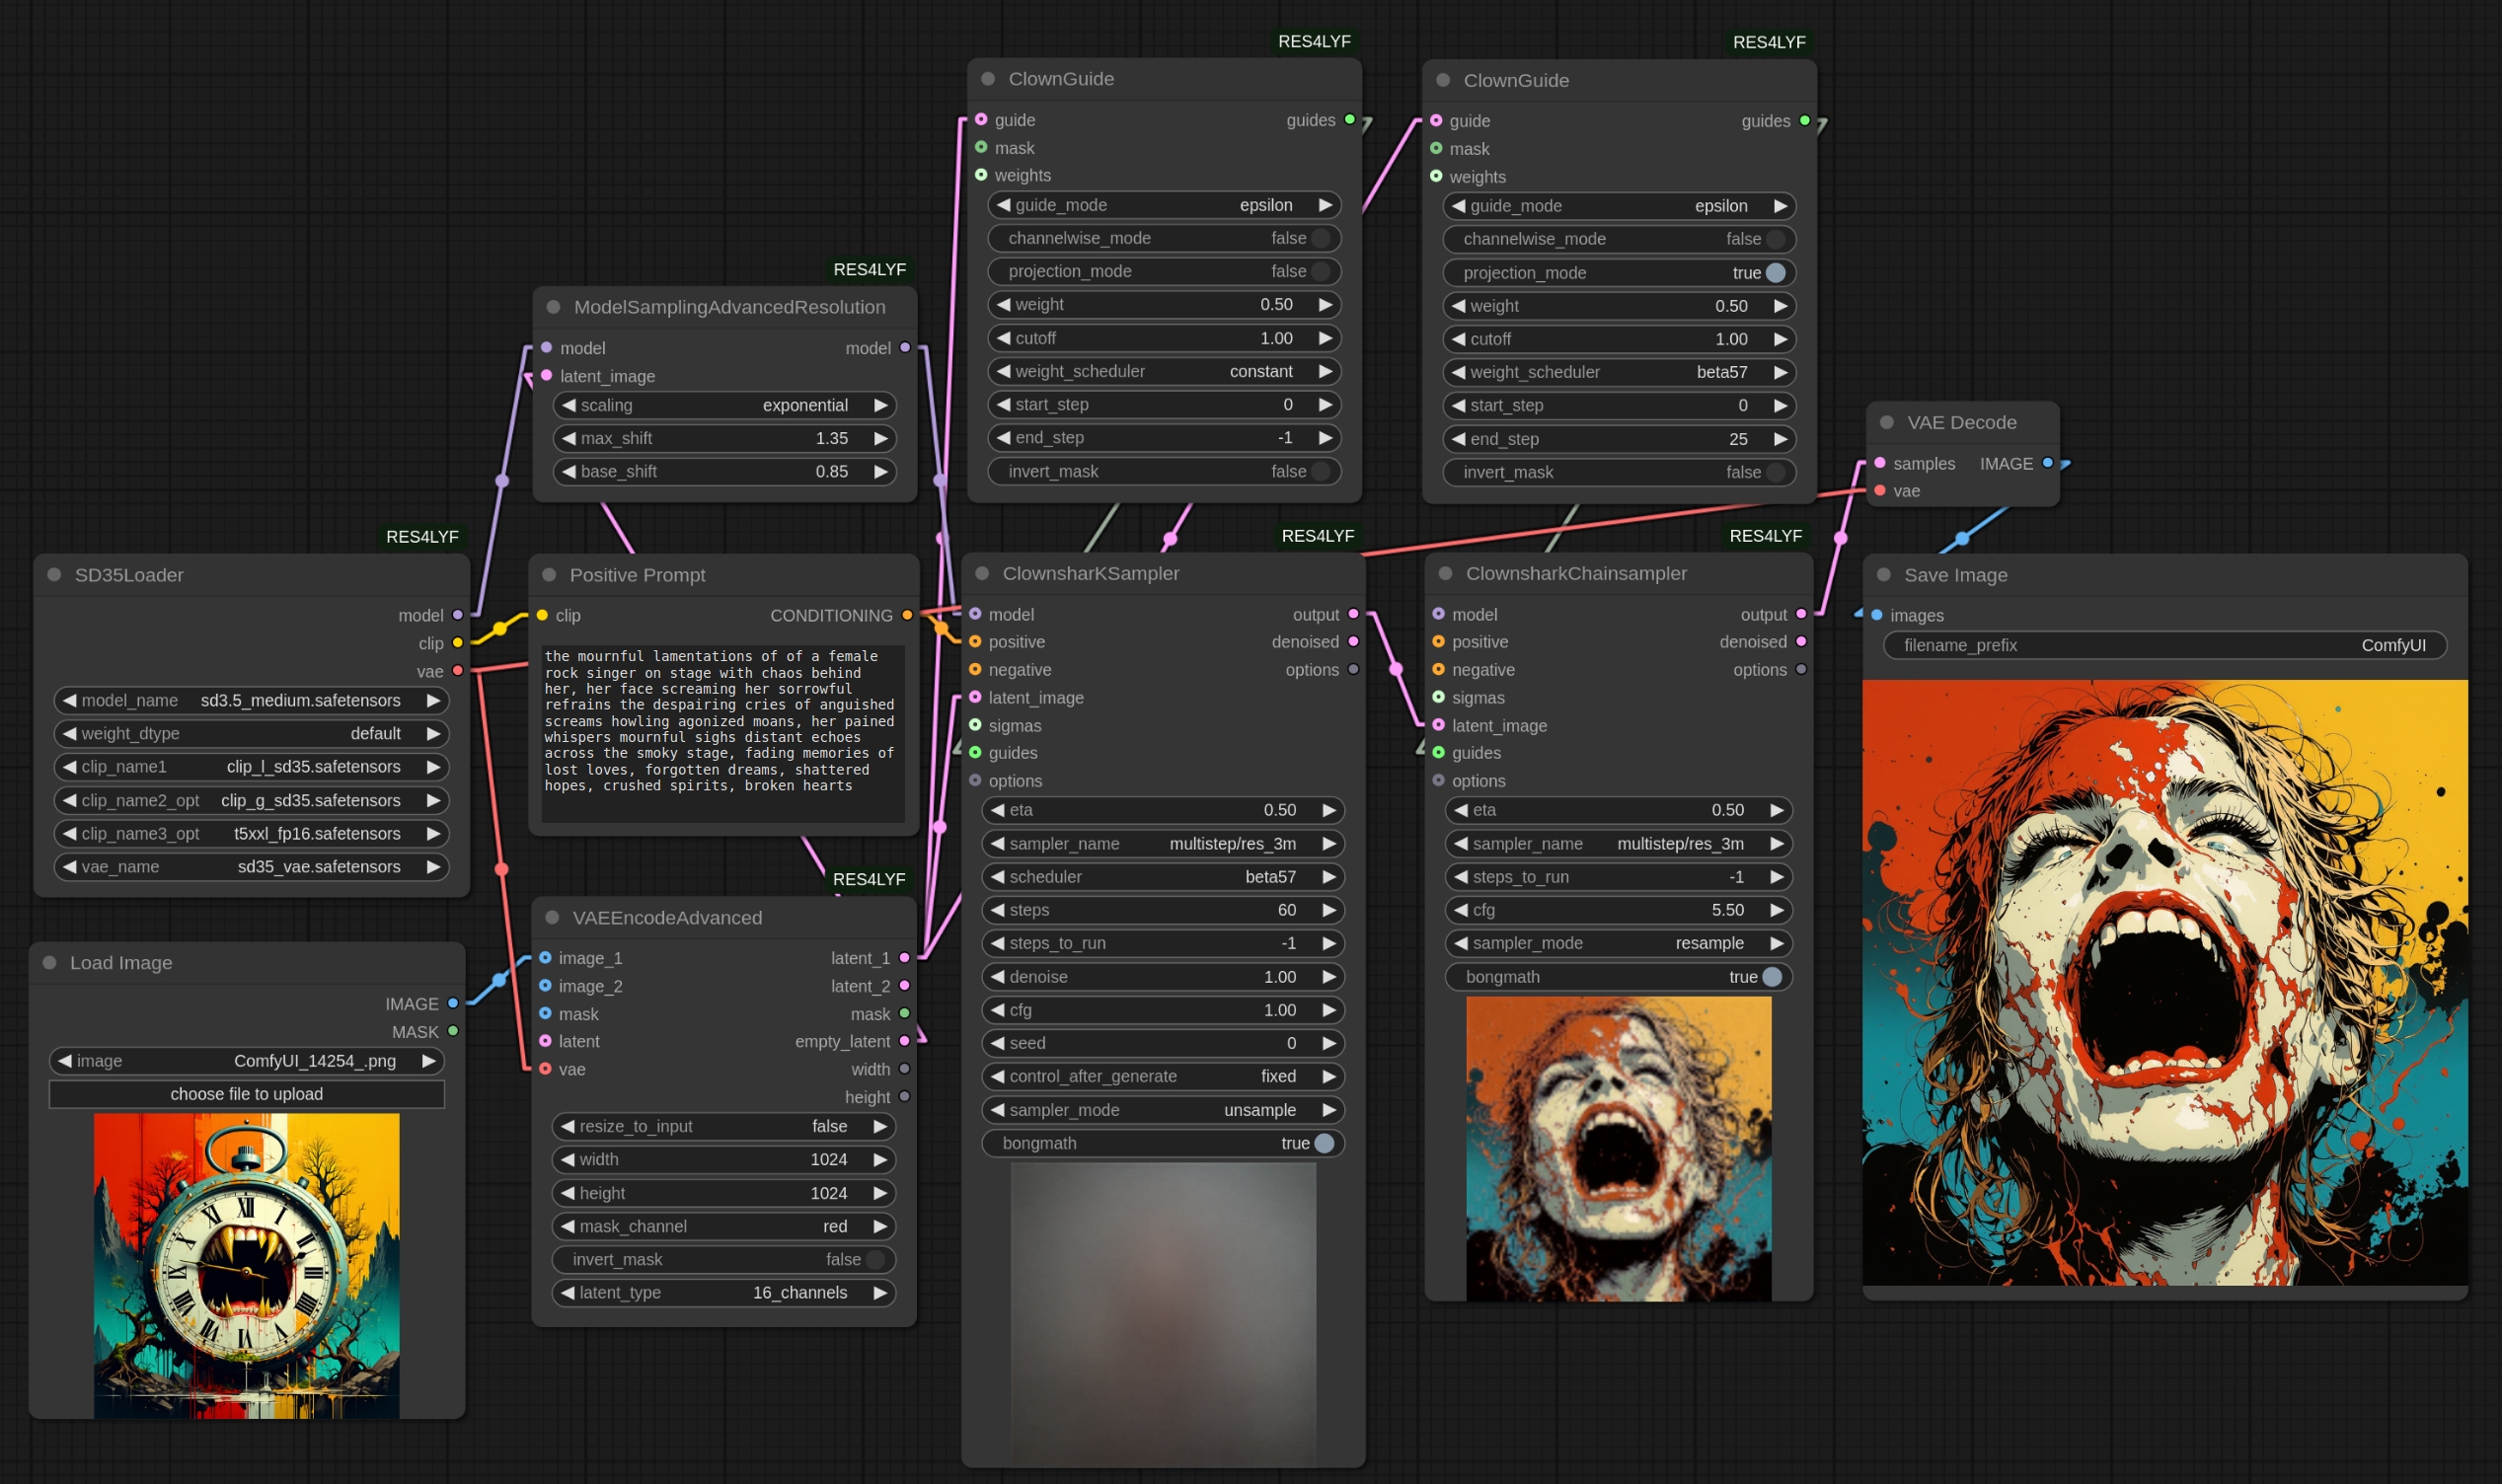 RES4LYF
ClownGuide
guide guides
mask
weights
guide_mode epsilon
channelwise_mode false
projection_mode false
weight 0.50
cutoff 1.00
weight_scheduler constant
start_step 0
end_step -1
invert_mask false
RES4LYF
ClownGuide
guide guides
mask
weights
guide_mode epsilon
channelwise_mode false
projection_mode true
weight 0.50
cutoff 1.00
weight_scheduler beta57
start_step 0
end_step 25
invert_mask false
RES4LYF
ModelSamplingAdvancedResolution
model model
latent_image
scaling exponential
max_shift 1.35
base_shift 0.85
VAE Decode
samples IMAGE
vae
RES4LYF
SD35Loader
model
clip
vae
model_name sd3.5_medium.safetensors
weight_dtype default
clip_name1 clip_l_sd35.safetensors
clip_name2_opt clip_g_sd35.safetensors
clip_name3_opt t5xxl_fp16.safetensors
vae_name sd35_vae.safetensors
Positive Prompt
clip CONDITIONING
the mournful lamentations of of a female
rock singer on stage with chaos behind
her, her face screaming her sorrowful
refrains the despairing cries of anguished
screams howling agonized moans, her pained
whispers mournful sighs distant echoes
across the smoky stage, fading memories of
lost loves, forgotten dreams, shattered
hopes, crushed spirits, broken hearts
RES4LYF
ClownsharKSampler
model output
positive denoised
negative options
latent_image
sigmas
guides
options
eta 0.50
sampler_name multistep/res_3m
scheduler beta57
steps 60
steps_to_run -1
denoise 1.00
cfg 1.00
seed 0
control_after_generate fixed
sampler_mode unsample
bongmath true
RES4LYF
ClownsharkChainsampler
model output
positive denoised
negative options
sigmas
latent_image
guides
options
eta 0.50
sampler_name multistep/res_3m
steps_to_run -1
cfg 5.50
sampler_mode resample
bongmath true
Save Image
images
filename_prefix ComfyUI
Load Image
IMAGE
MASK
image ComfyUI_14254_.png
choose file to upload
RES4LYF
VAEEncodeAdvanced
image_1 latent_1
image_2 latent_2
mask mask
latent empty_latent
vae width
height
resize_to_input false
width 1024
height 1024
mask_channel red
invert_mask false
latent_type 16_channels